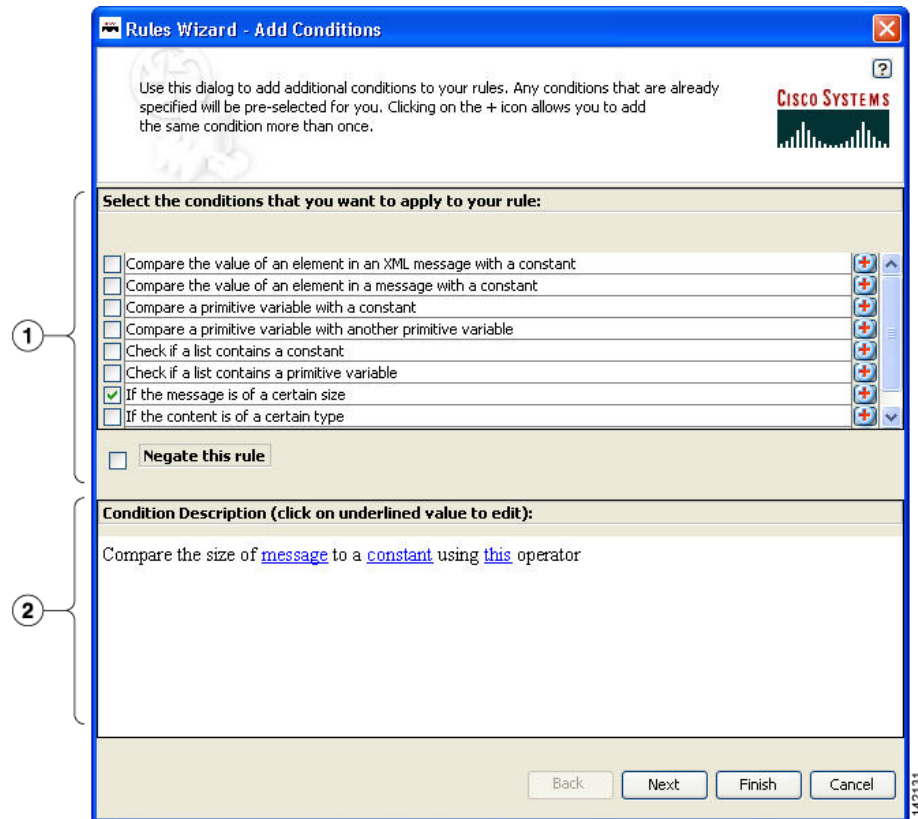 Rules Wizard - Add Conditions
?
Use this dialog to add additional conditions to your rules. Any conditions that are already
specified will be pre-selected for you. Clicking on the + icon allows you to add
the same condition more than once.
CISCO SYSTEMS
Select the conditions that you want to apply to your rule:
Compare the value of an element in an XML message with a constant
Compare the value of an element in a message with a constant
Compare a primitive variable with a constant
Compare a primitive variable with another primitive variable
Check if a list contains a constant
Check if a list contains a primitive variable
If the message is of a certain size
If the content is of a certain type
1
Negate this rule
Condition Description (click on underlined value to edit):
Compare the size of message to a constant using this operator
2
Back
Next
Finish
Cancel
142131